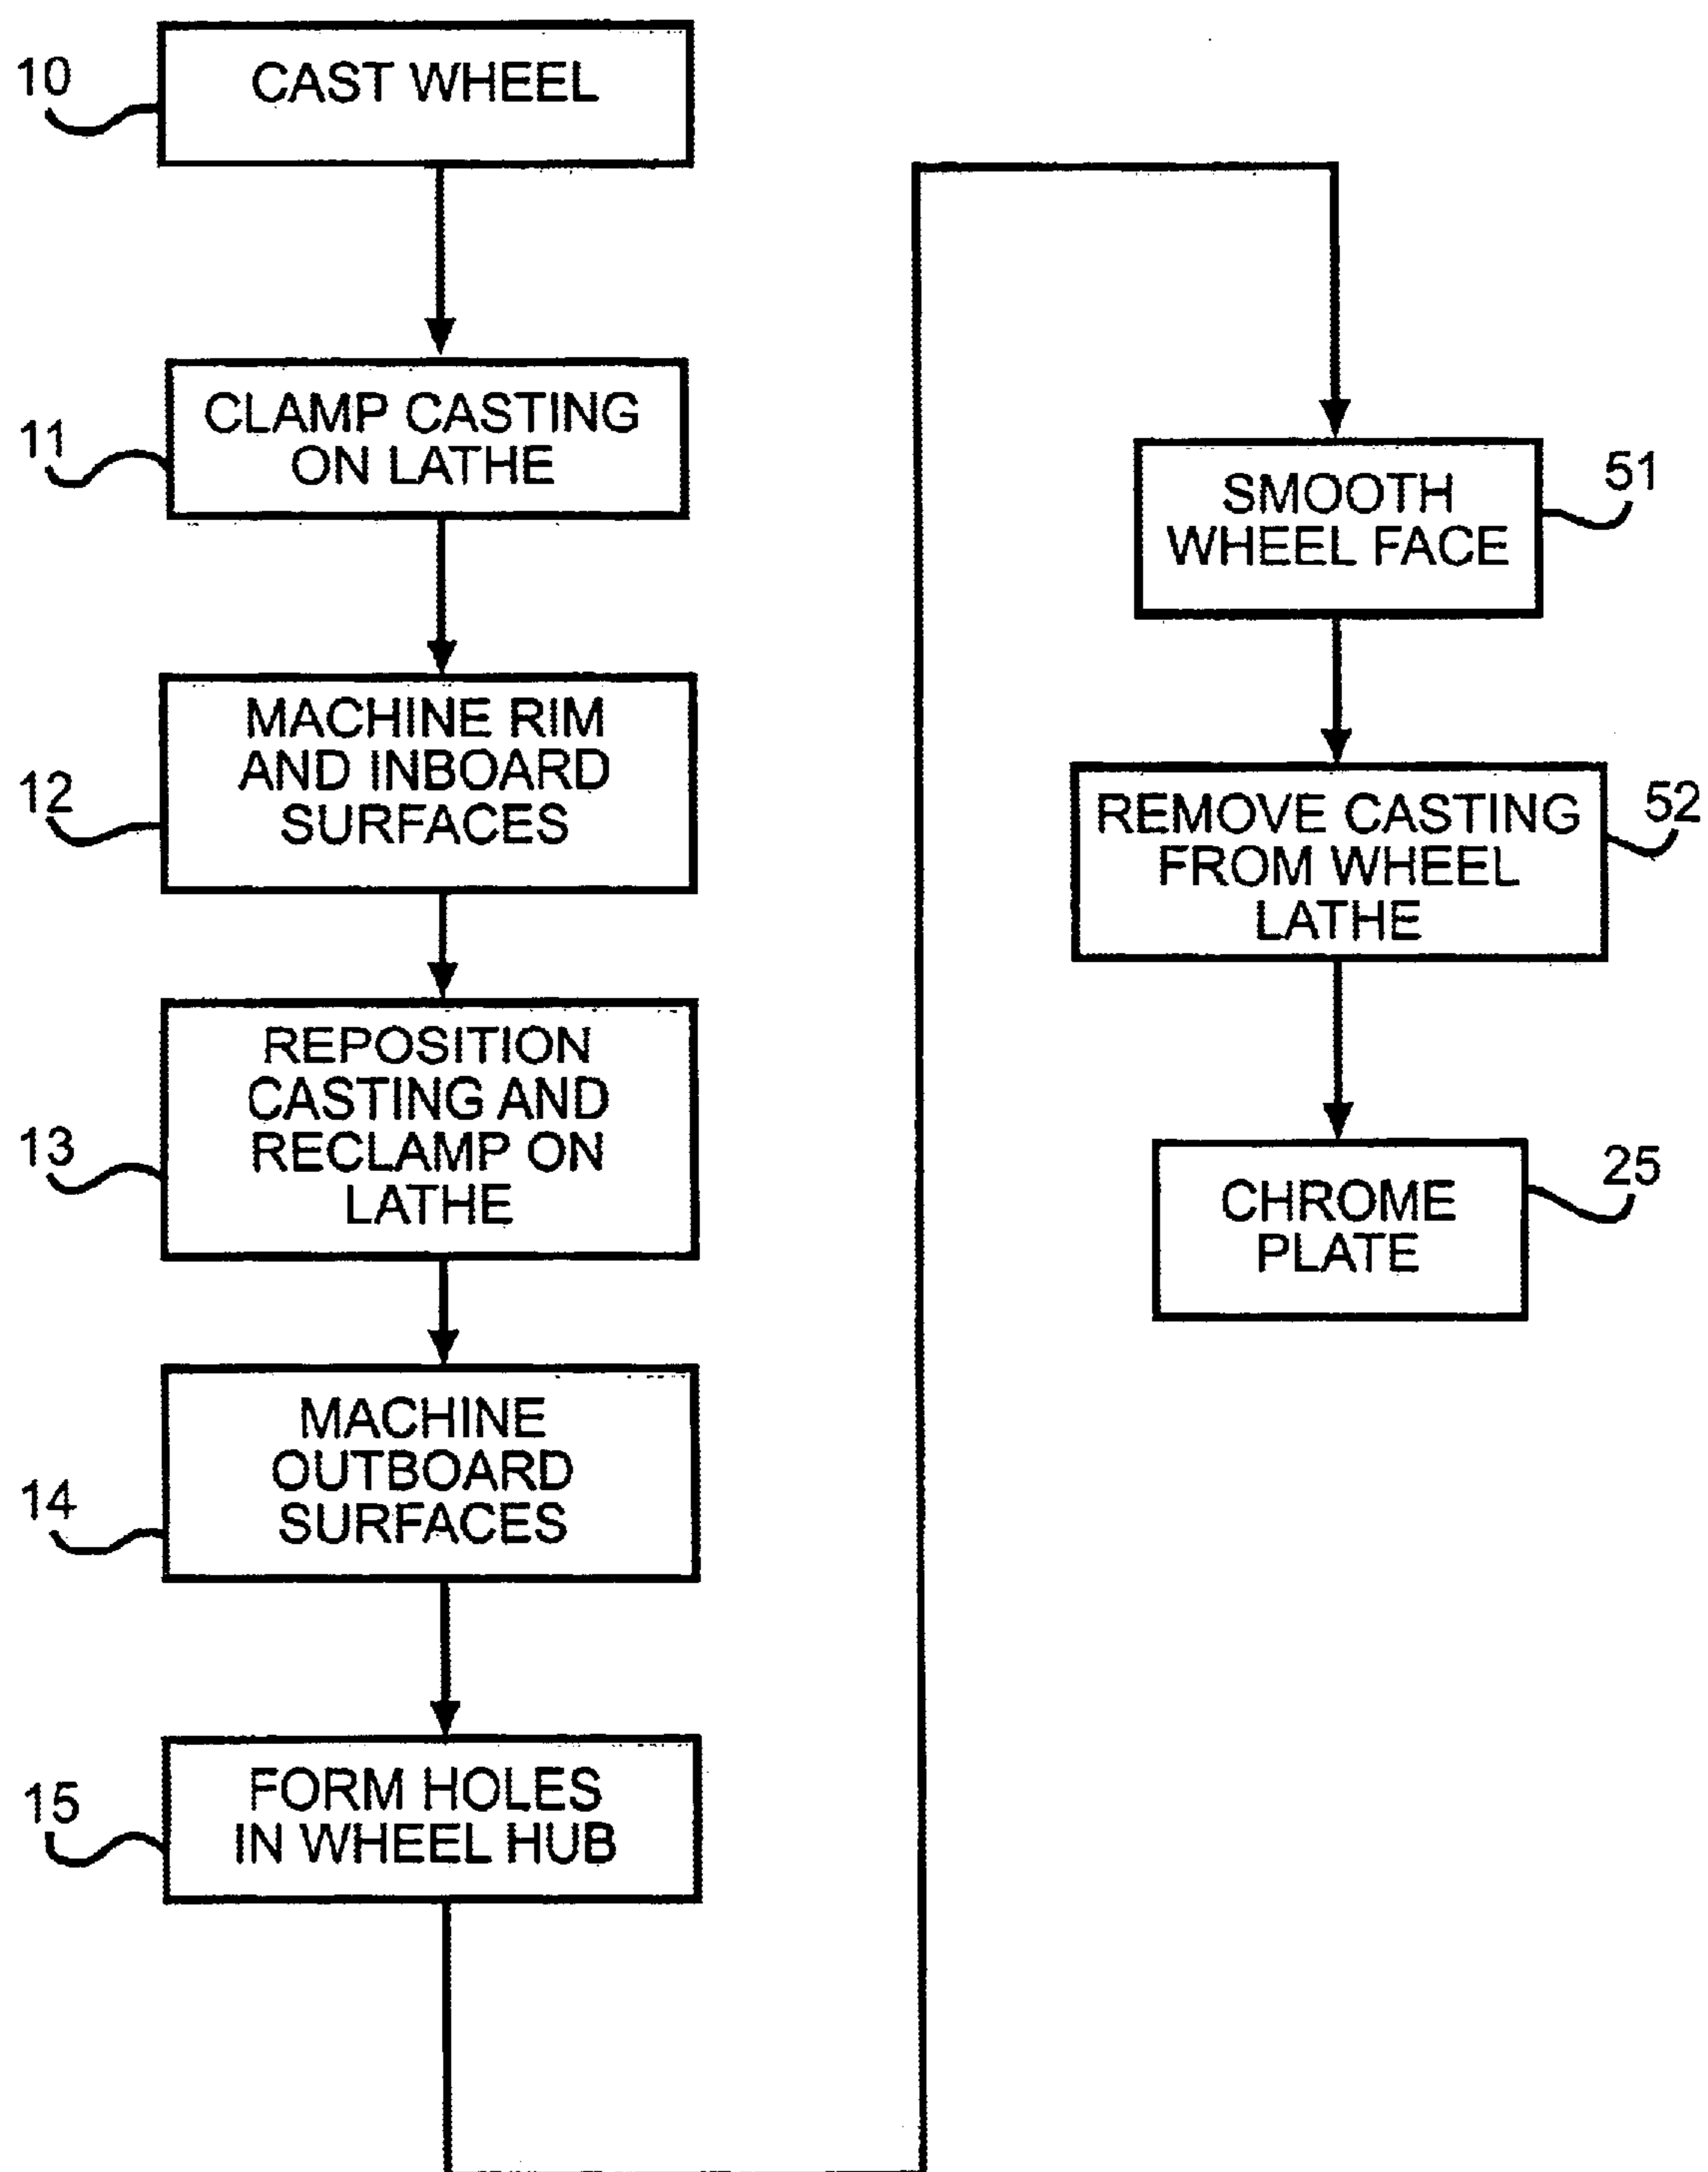 10
CAST WHEEL
11
CLAMP CASTING
ON LATHE
12
MACHINE RIM
AND INBOARD
SURFACES
13
REPOSITION
CASTING AND
RECLAMP ON
LATHE
14
MACHINE
OUTBOARD
SURFACES
15
FORM HOLES
IN WHEEL HUB
51
SMOOTH
WHEEL FACE
52
REMOVE CASTING
FROM WHEEL
LATHE
25
CHROME
PLATE